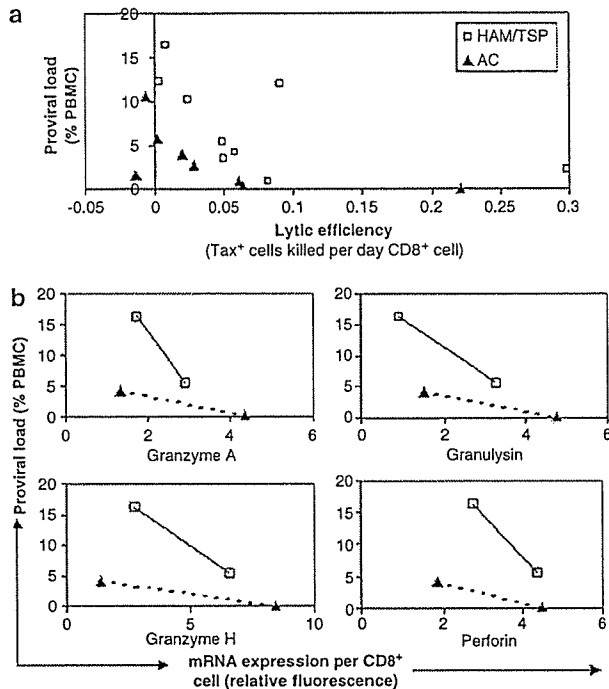 a
Proviral load
(% PBMC)
20
15
10
5
0
-0.05 0 0.05 0.1 0.15 0.2 0.25 0.3
HAM/TSP
AC
Lytic efficiency
(Tax+ cells killed per day CD8+ cell)
b
Proviral load (% PBMC)
20
15
10
5
0
0 2 4 6
Granzyme A
20
15
10
5
0
0 2 4 6
Granulysin
20
15
10
5
0
0 5 10
Granzyme H
20
15
10
5
0
0 2 4 6
Perforin
mRNA expression per CD8+
cell (relative fluorescence)